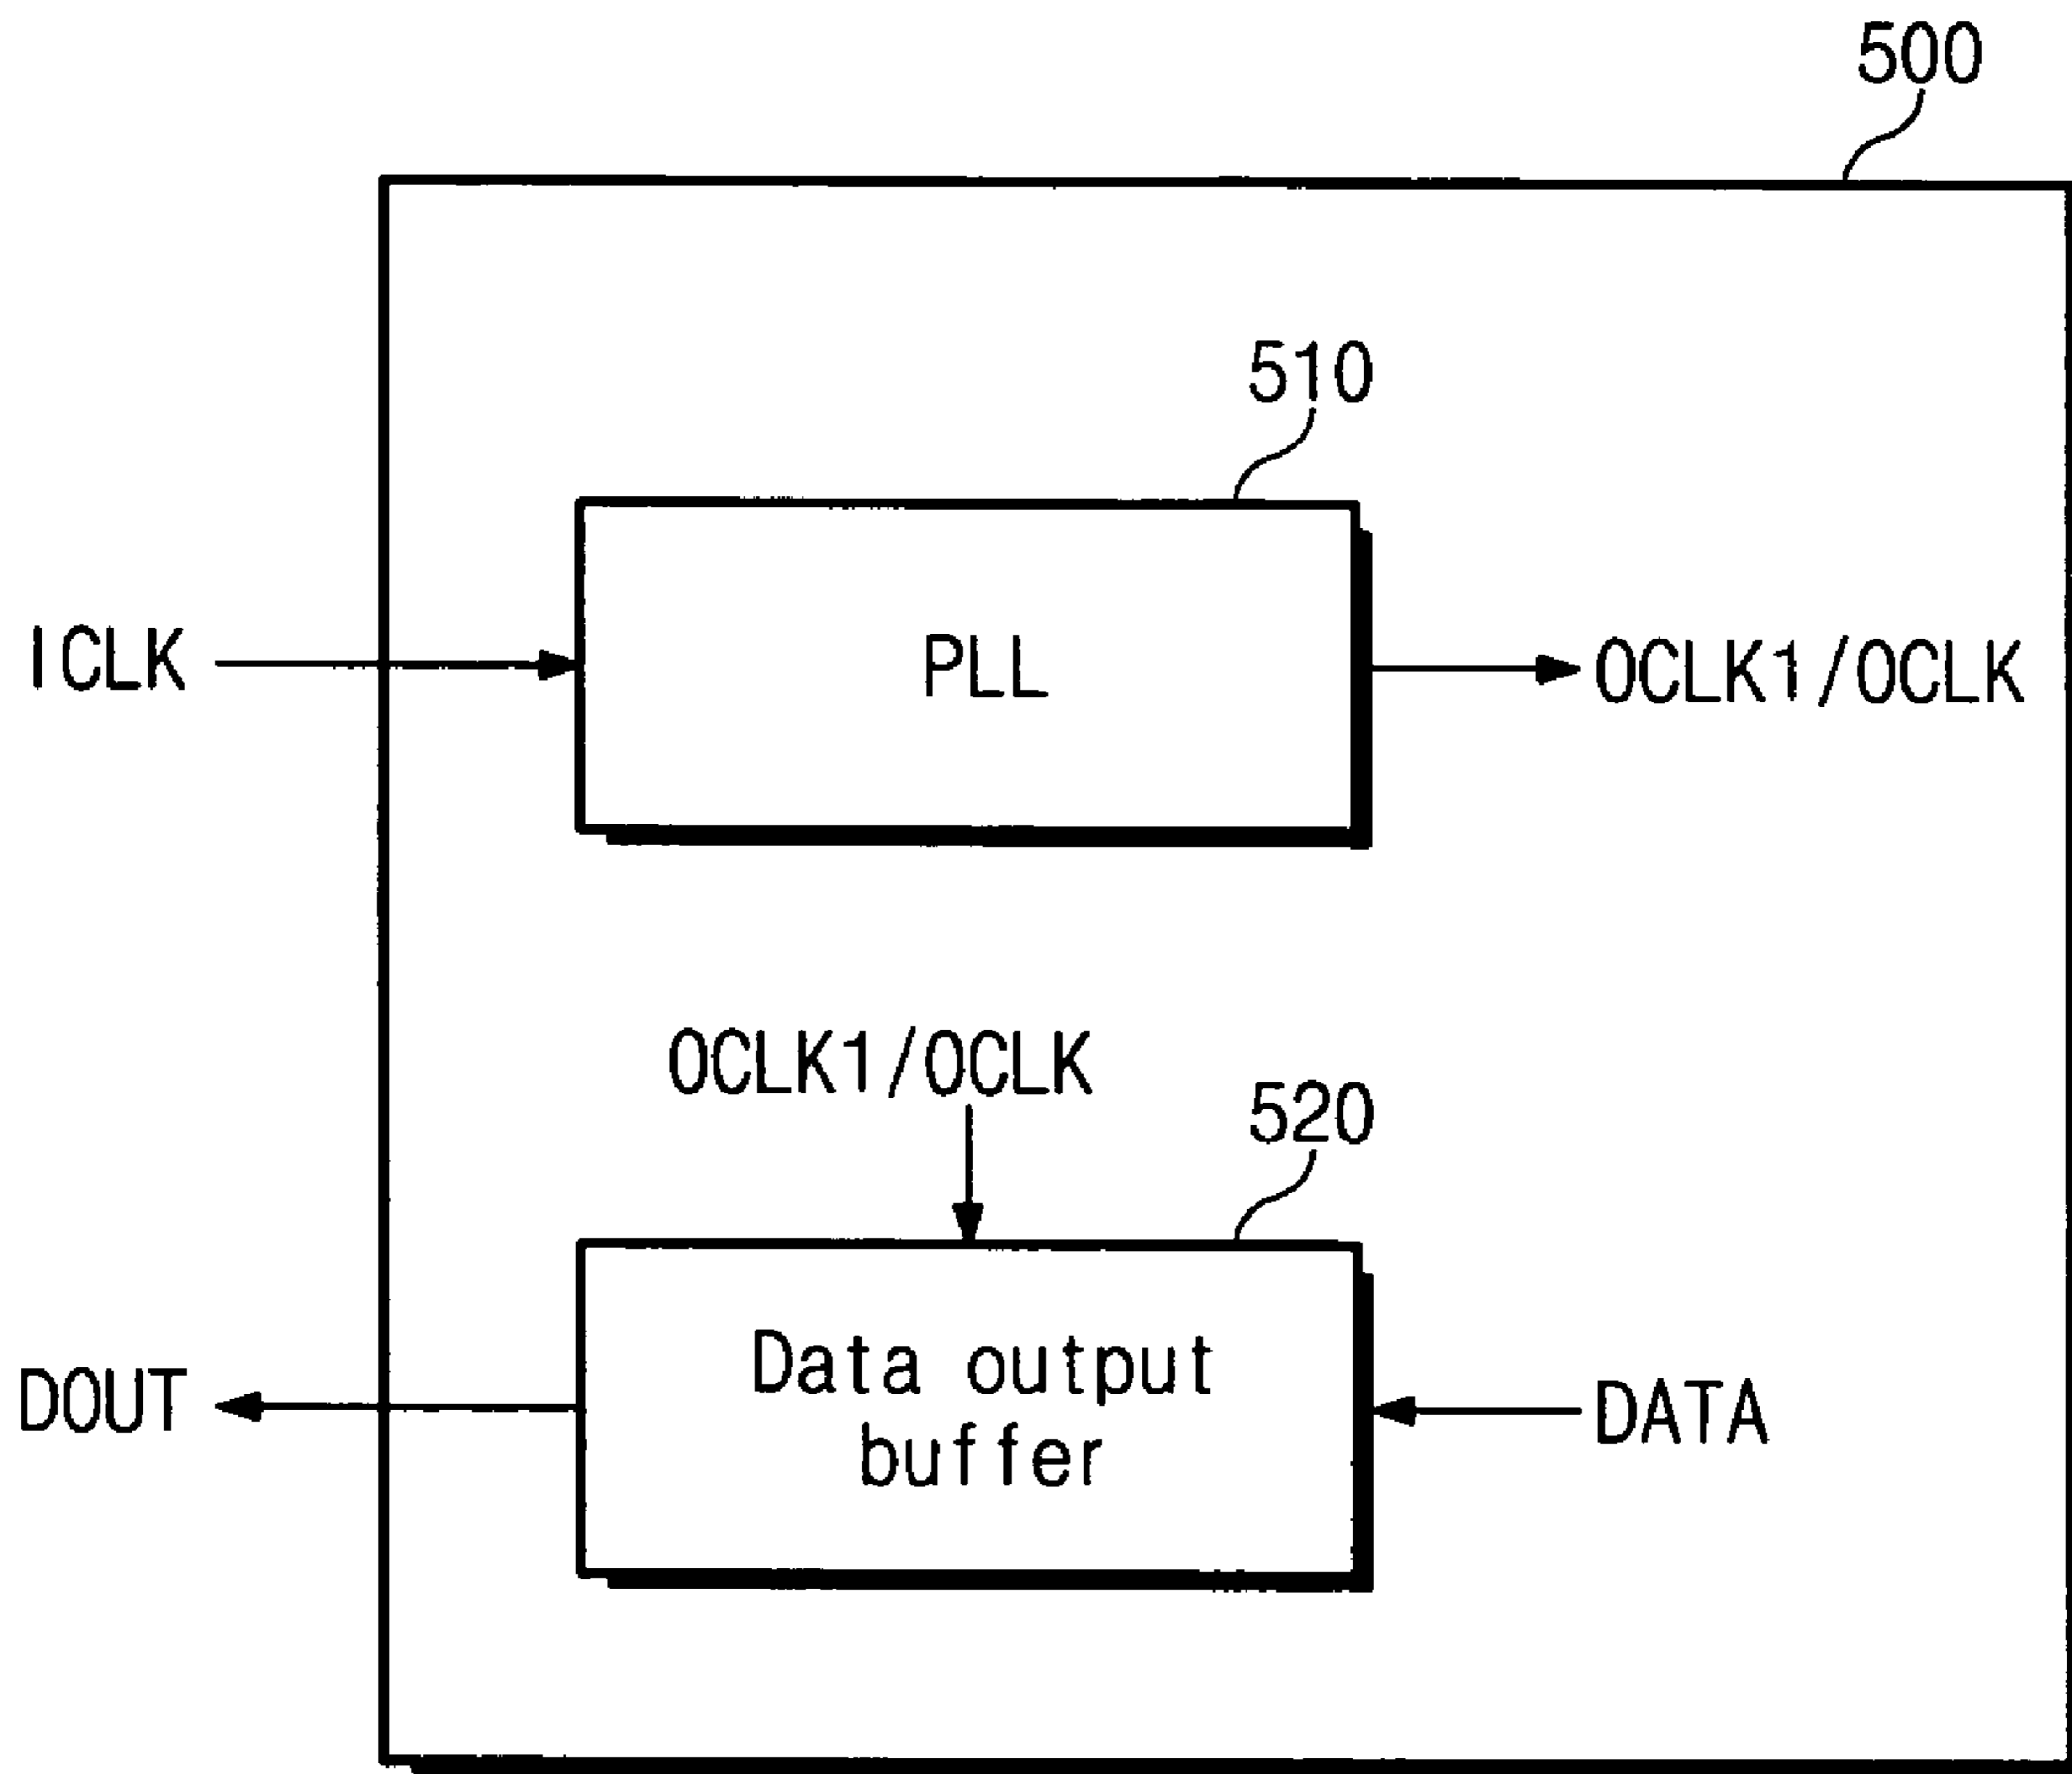 500
510
ICLK
PLL
OCLK1/OCLK
OCLK1/OCLK
520
DOUT
Data output
buffer
DATA